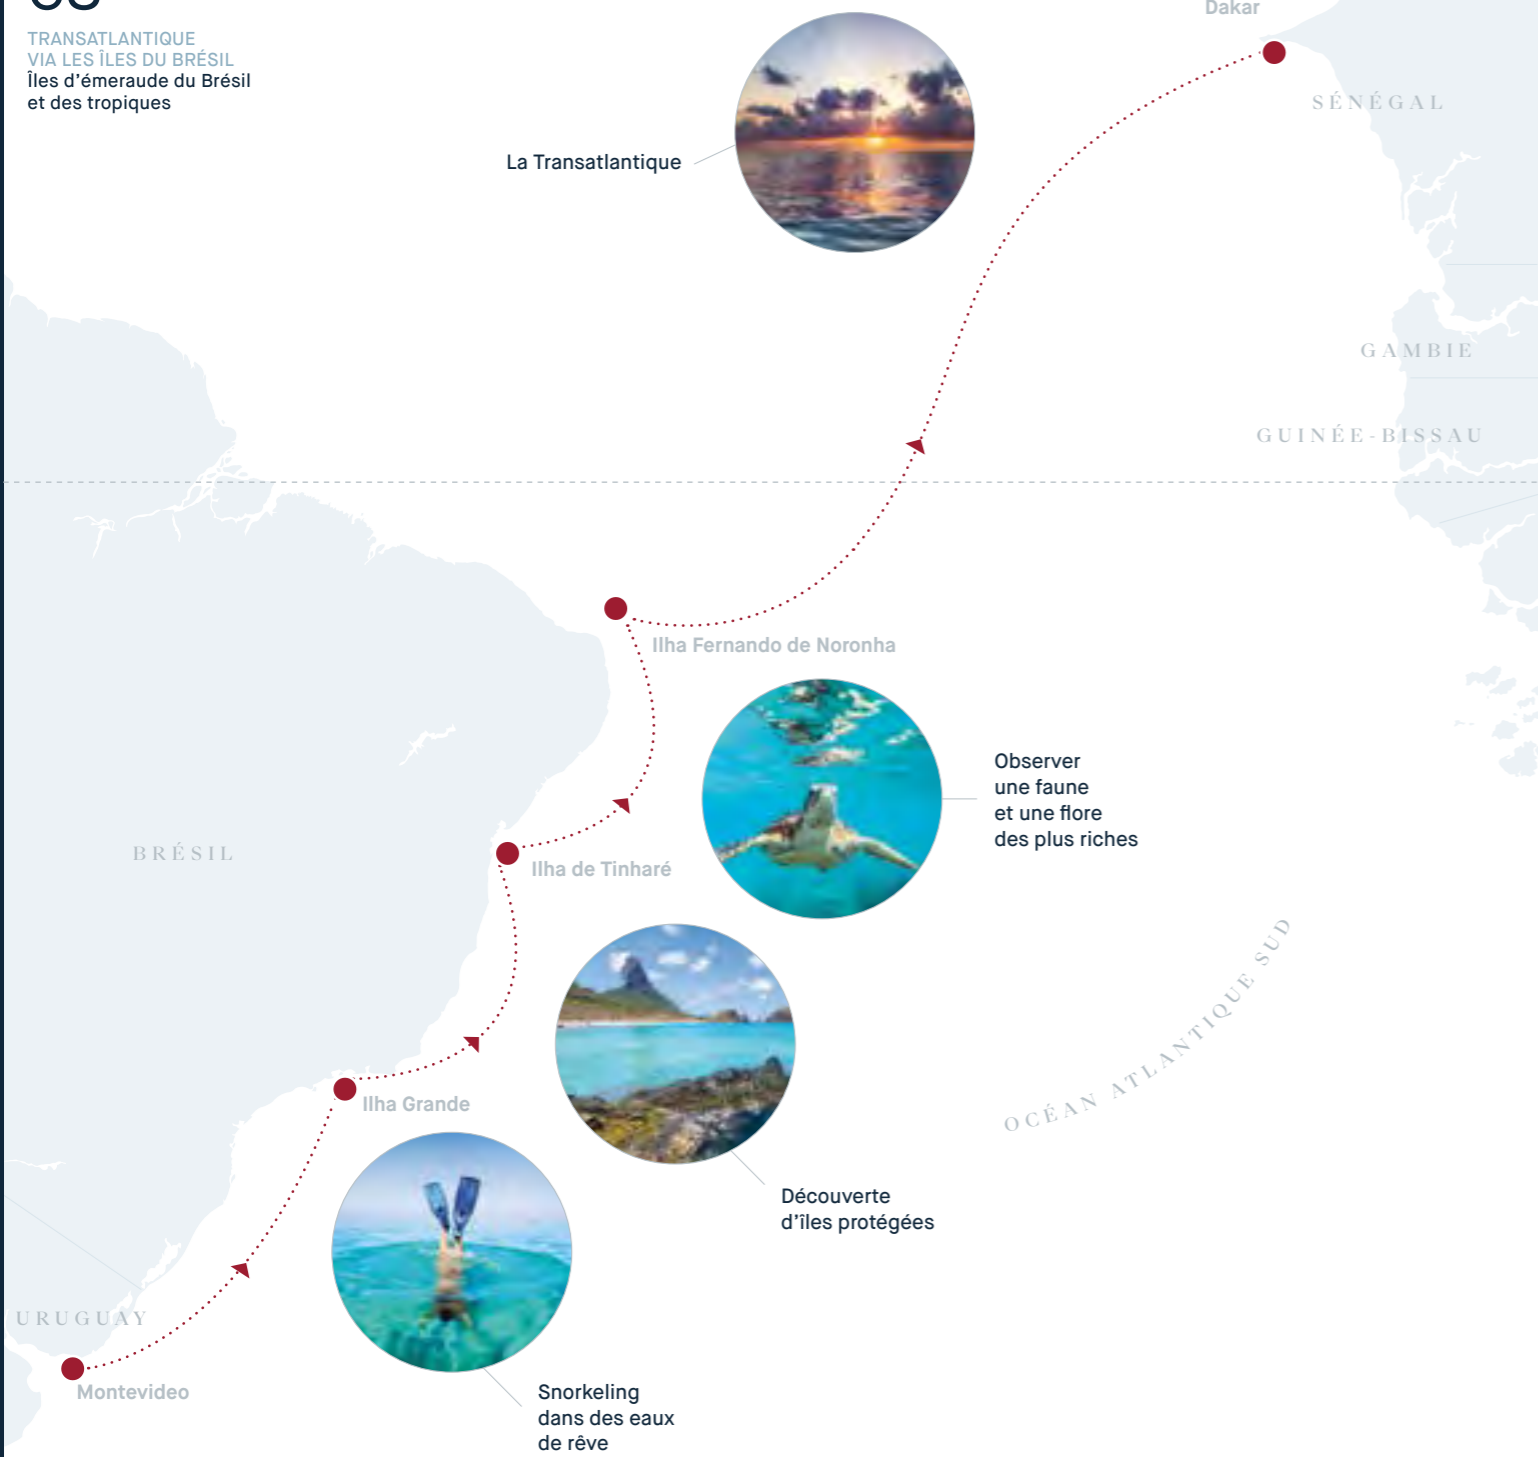 TRANSATLANTIQUE
VIA LES ÎLES DU BRÉSIL
Îles d'émeraude du Brésil
et des tropiques
Dakar
SÉNÉGAL
La Transatlantique
GAMBIE
GUINÉE-BISSAU
Ilha Fernando de Noronha
Observer
une faune
et une flore
des plus riches
BRÉSIL
Ilha de Tinharé
OCÉAN ATLANTIQUE SUD
Ilha Grande
Découverte
d'îles protégées
URUGUAY
Montevideo
Snorkeling
dans des eaux
de rêve